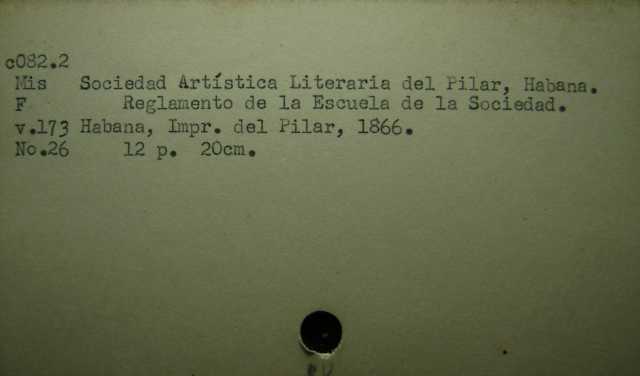 c082.2
Mis Sociedad Artística Literaria del Pilar, Habana.
F Reglamento de la Escuela de la Sociedad.
v.173 Habana, Impr. del Pilar, 1866.
No.26 12 p. 20cm.